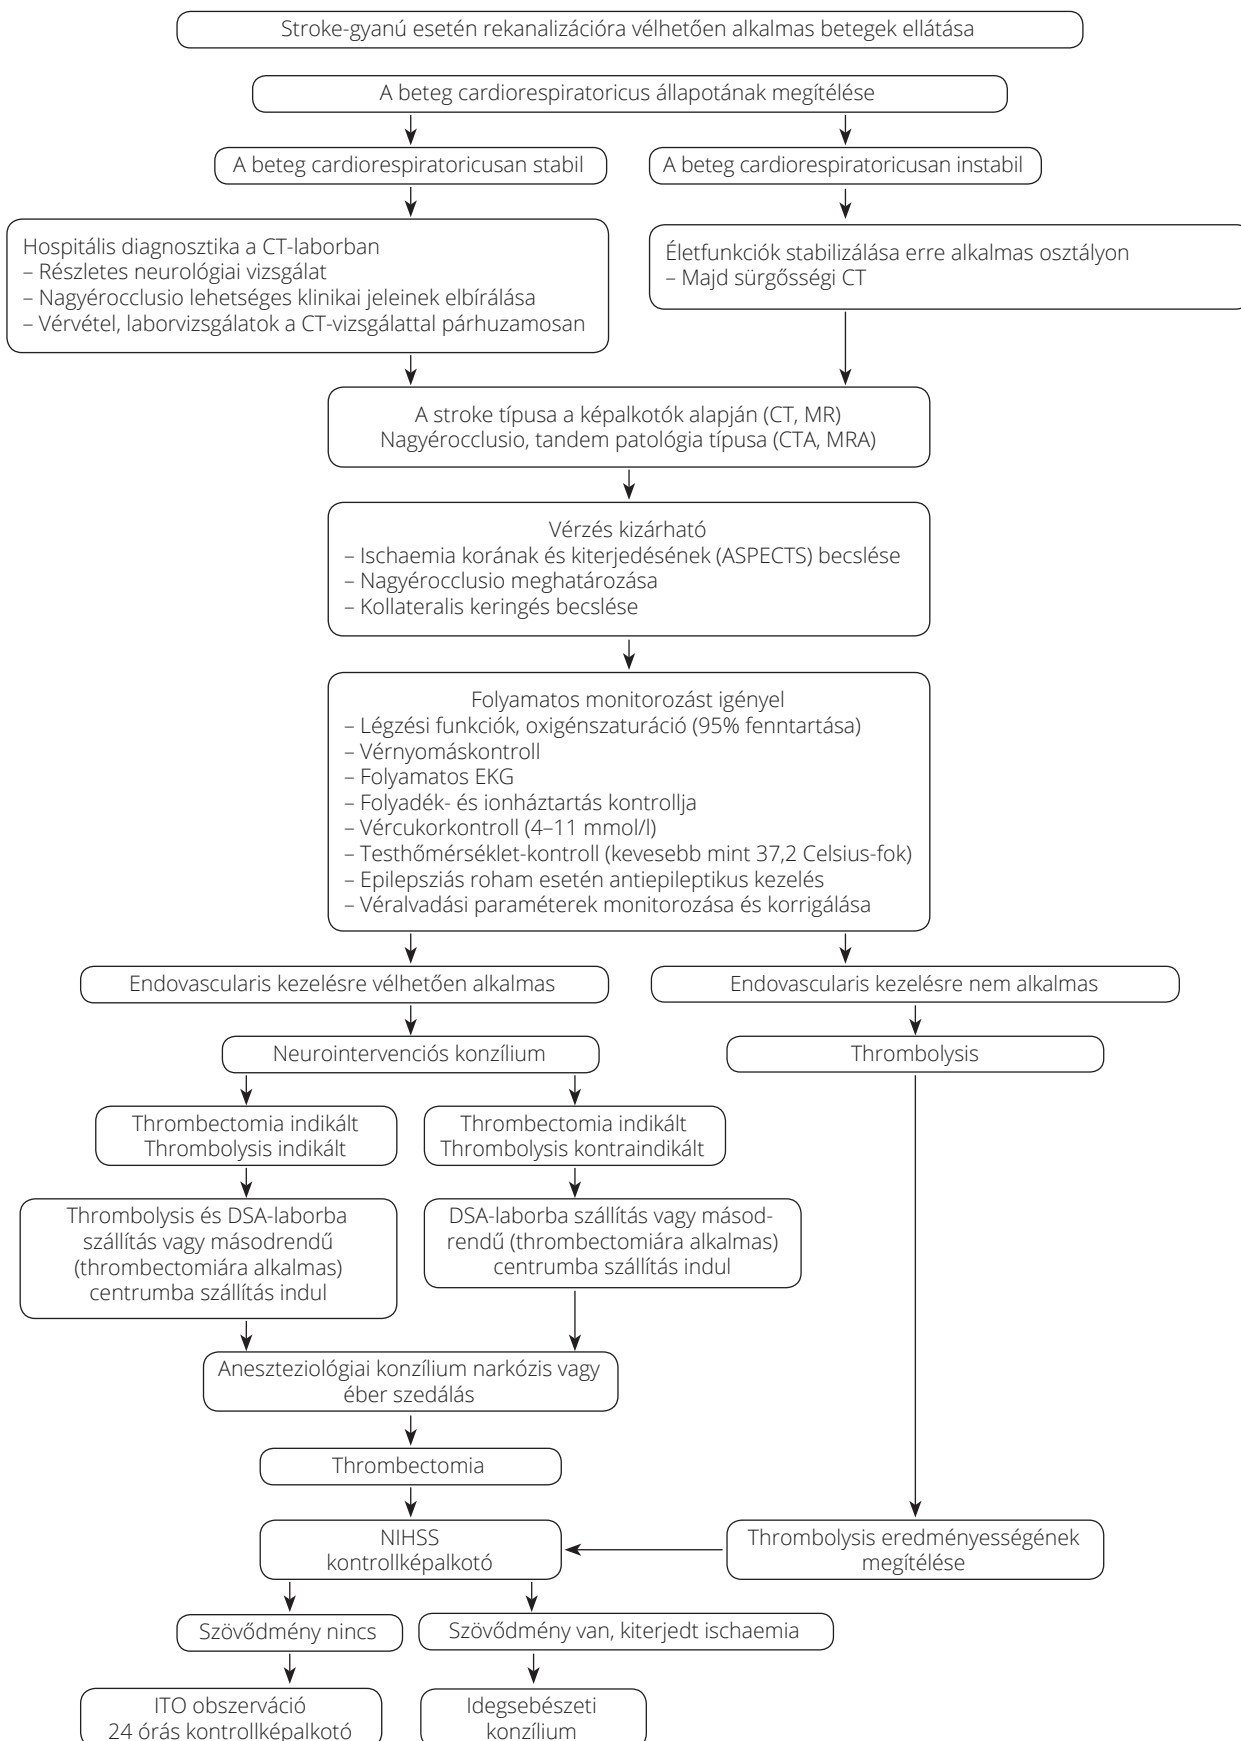 Stroke-gyanú esetén rekanalizációra vélhetően alkalmas betegek ellátása
A beteg cardiorespiratoricus állapotának megítélése
A beteg cardiorespiratoricusan stabil
A beteg cardiorespiratoricusan instabil
Hospitális diagnosztika a CT-laborban
– Részletes neurológiai vizsgálat
– Nagyérocclusio lehetséges klinikai jeleinek elbírálása
– Vérvétel, laborvizsgálatok a CT-vizsgálattal párhuzamosan
Életfunkciók stabilizálása erre alkalmas osztályon
– Majd sürgősségi CT
A stroke típusa a képalkotók alapján (CT, MR)
Nagyérocclusio, tandem patológia típusa (CTA, MRA)
Vérzés kizárható
– Ischaemia korának és kiterjedésének (ASPECTS) becslése
– Nagyérocclusio meghatározása
– Kollateralis keringés becslése
Folyamatos monitorozást igényel
– Légzési funkciók, oxigénszaturáció (95% fenntartása)
– Vérnyomáskontroll
– Folyamatos EKG
– Folyadék- és ionháztartás kontrollja
– Vércukorkontroll (4–11 mmol/l)
– Testhőmérséklet-kontroll (kevesebb mint 37,2 Celsius-fok)
– Epilepsziás roham esetén antiepileptikus kezelés
– Véralvadási paraméterek monitorozása és korrigálása
Endovascularis kezelésre vélhetően alkalmas
Endovascularis kezelésre nem alkalmas
Neurointervenciós konzílium
Thrombolysis
Thrombectomia indikált
Thrombolysis indikált
Thrombectomia indikált
Thrombolysis kontraindikált
Thrombolysis és DSA-laborba
szállítás vagy másodrendű
(thrombectomiára alkalmas)
centrumba szállítás indul
DSA-laborba szállítás vagy másod-
rendű (thrombectomiára alkalmas)
centrumba szállítás indul
Aneszteziológiai konzílium narkózis vagy
éber szedálás
Thrombectomia
NIHSS
kontrollképalkotó
Thrombolysis eredményességének
megítélése
Szövődmény nincs
Szövődmény van, kiterjedt ischaemia
ITO obszerváció
24 órás kontrollképalkotó
Idegsebészeti
konzílium